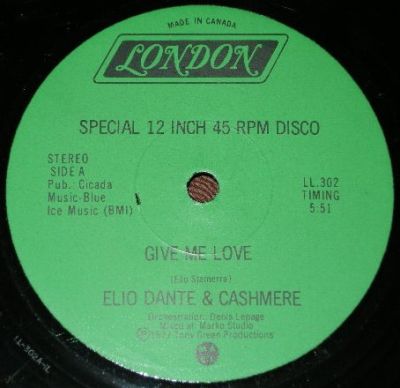 MADE IN CANADA
LONDON
SPECIAL 12 INCH 45 RPM DISCO
STEREO
SIDE A
Pub.: Cicada
Music-Blue
Ice Music (BMI)
LL.302
TIMING
5:51
GIVE ME LOVE
(Elio Stamerra)
ELIO DANTE & CASHMERE
Orchestration: Denis Lepage
Mixed at: Marko Studio
℗1977 Tony Green Productions